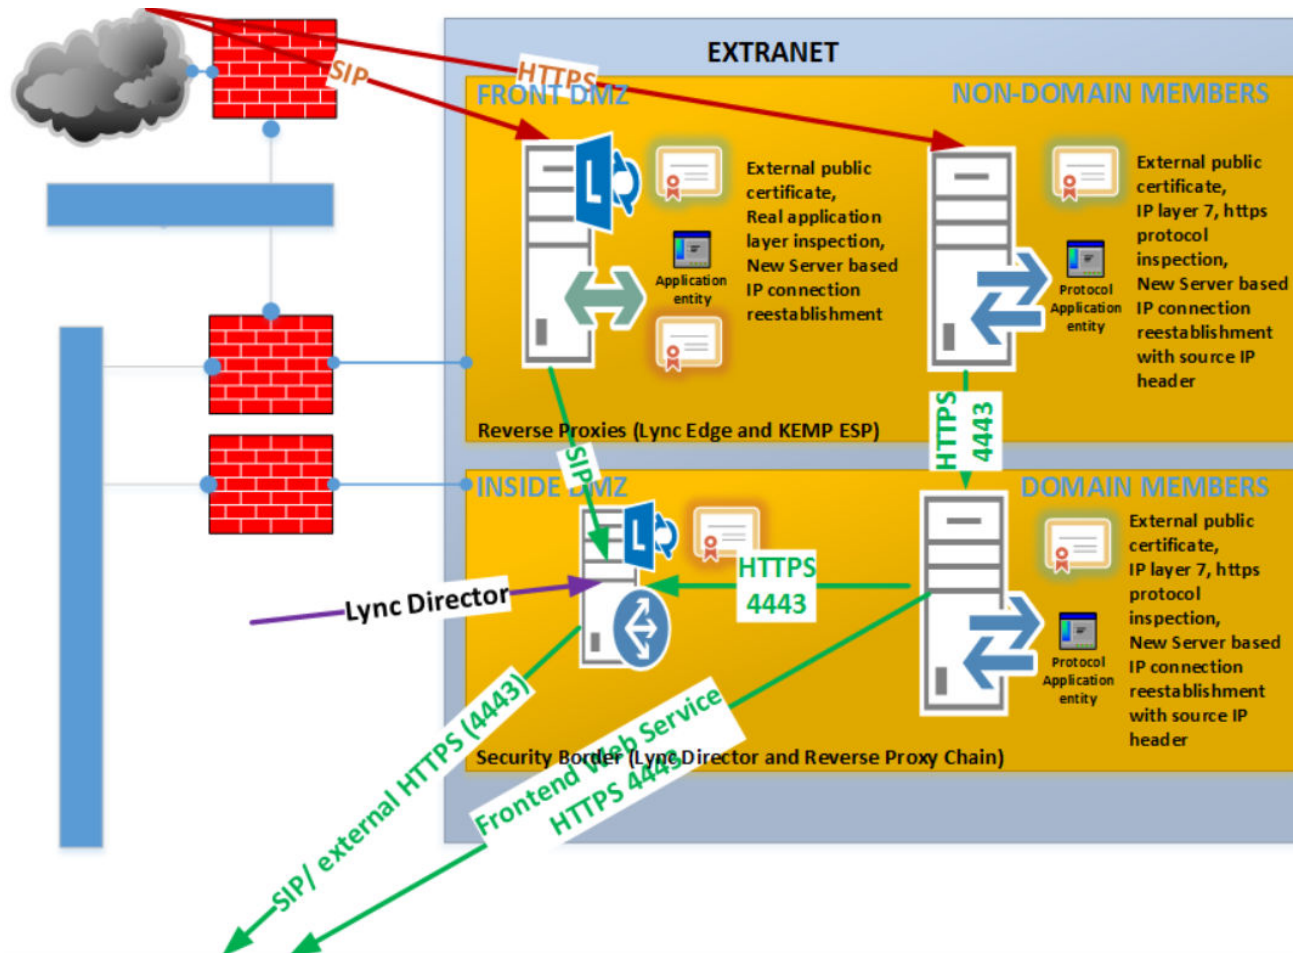 EXTRANET
SIP
HTTPS
FRONT DMZ
NON-DOMAIN MEMBERS
L
External public
certificate,
Real application
layer inspection,
New Server based
IP connection
reestablishment
Application
entity
External public
certificate,
IP layer 7, https
protocol
inspection,
New Server based
IP connection
reestablishment
with source IP
header
Protocol
Application
entity
HTTPS
4443
Reverse Proxies (Lync Edge and KEMP ESP)
SIP
INSIDE DMZ
DOMAIN MEMBERS
L
External public
certificate,
IP layer 7, https
protocol
inspection,
New Server based
IP connection
reestablishment
with source IP
header
Protocol
Application
entity
HTTPS
4443
Lync Director
Security Border (Lync Director and Reverse Proxy Chain)
SIP/ external HTTPS (4443)
Frontend Web Service
HTTPS 4443